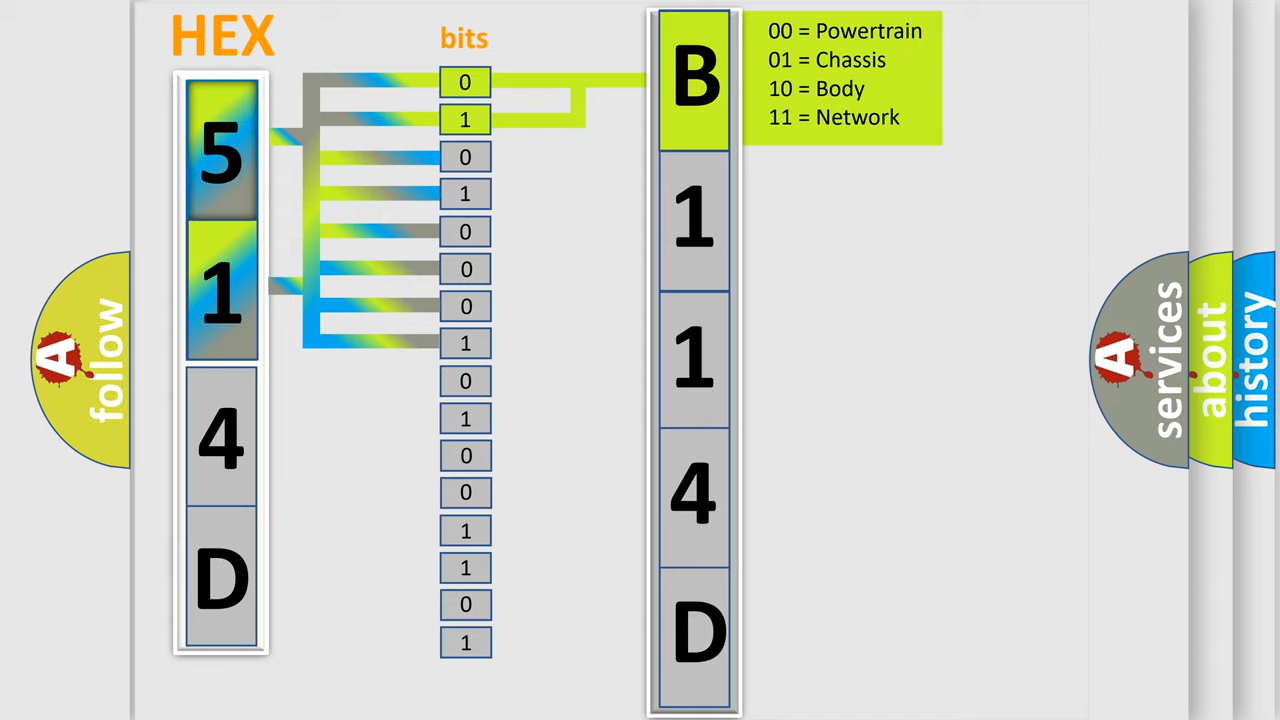 HEX
bits
5
1
4
D
0
1
0
1
0
0
0
1
0
1
0
0
1
1
0
1
B
1
1
4
D
00 = Powertrain
01 = Chassis
10 = Body
11 = Network
A
follow
A
services
about
history